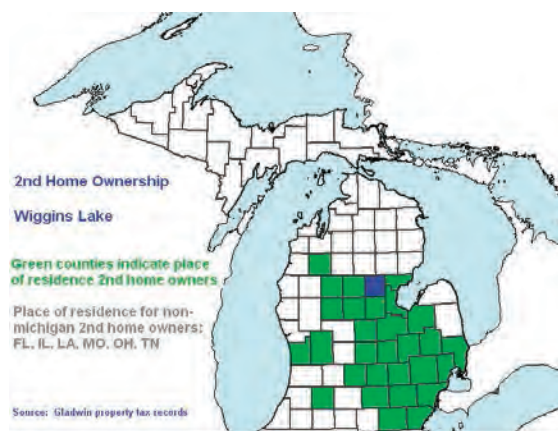 2nd Home Ownership
Wiggins Lake
Green counties indicate place
of residence 2nd home owners
Place of residence for non-
michigan 2nd home owners:
FL, IL, LA, MO, OH, TN
Source: Gladwin property tax records